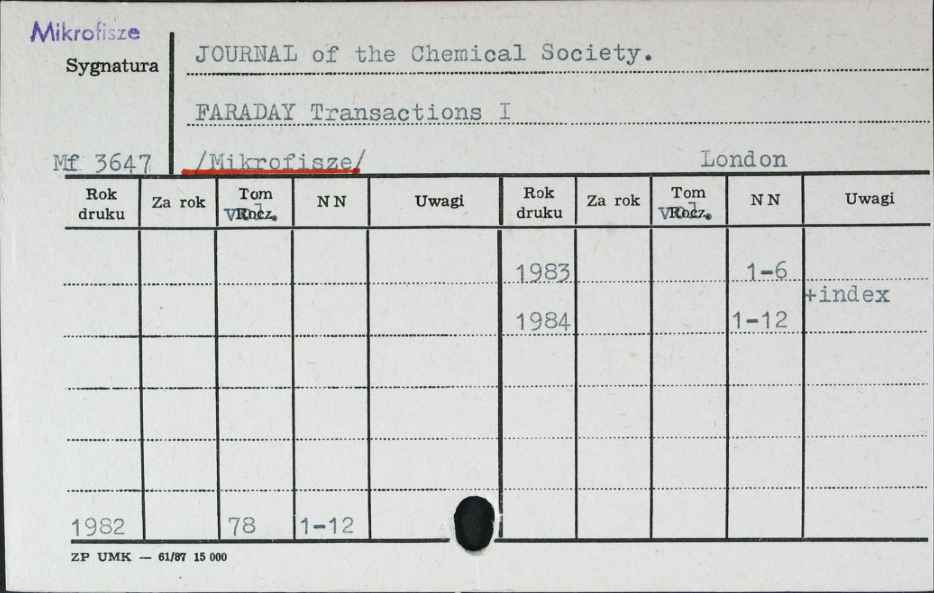 Mikrofisze
Sygnatura
JOURNAL of the Chemical Society.
FARADAY Transactions I
Mf 3647 /Mikrofisze/ London
Rok druku Za rok Tom Rocz. Vol. NN Uwagi Rok druku Za rok Tom Rocz. Vol. NN Uwagi
1983 1-6
+index
1984 1-12
1982 78 1-12
ZP UMK — 61/87 15 000